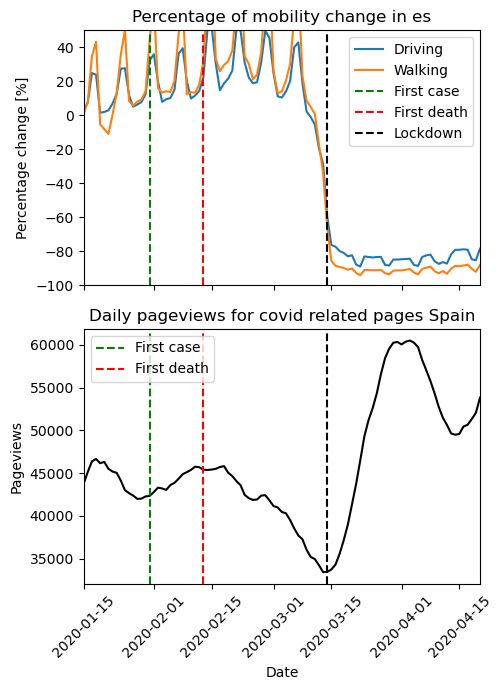 Percentage of mobility change in es
Percentage change [%]
40
20
0
−20
−40
−60
−80
−100
Driving
Walking
First case
First death
Lockdown
Daily pageviews for covid related pages Spain
Pageviews
60000
55000
50000
45000
40000
35000
First case
First death
2020-01-15
2020-02-01
2020-02-15
2020-03-01
2020-03-15
2020-04-01
2020-04-15
Date